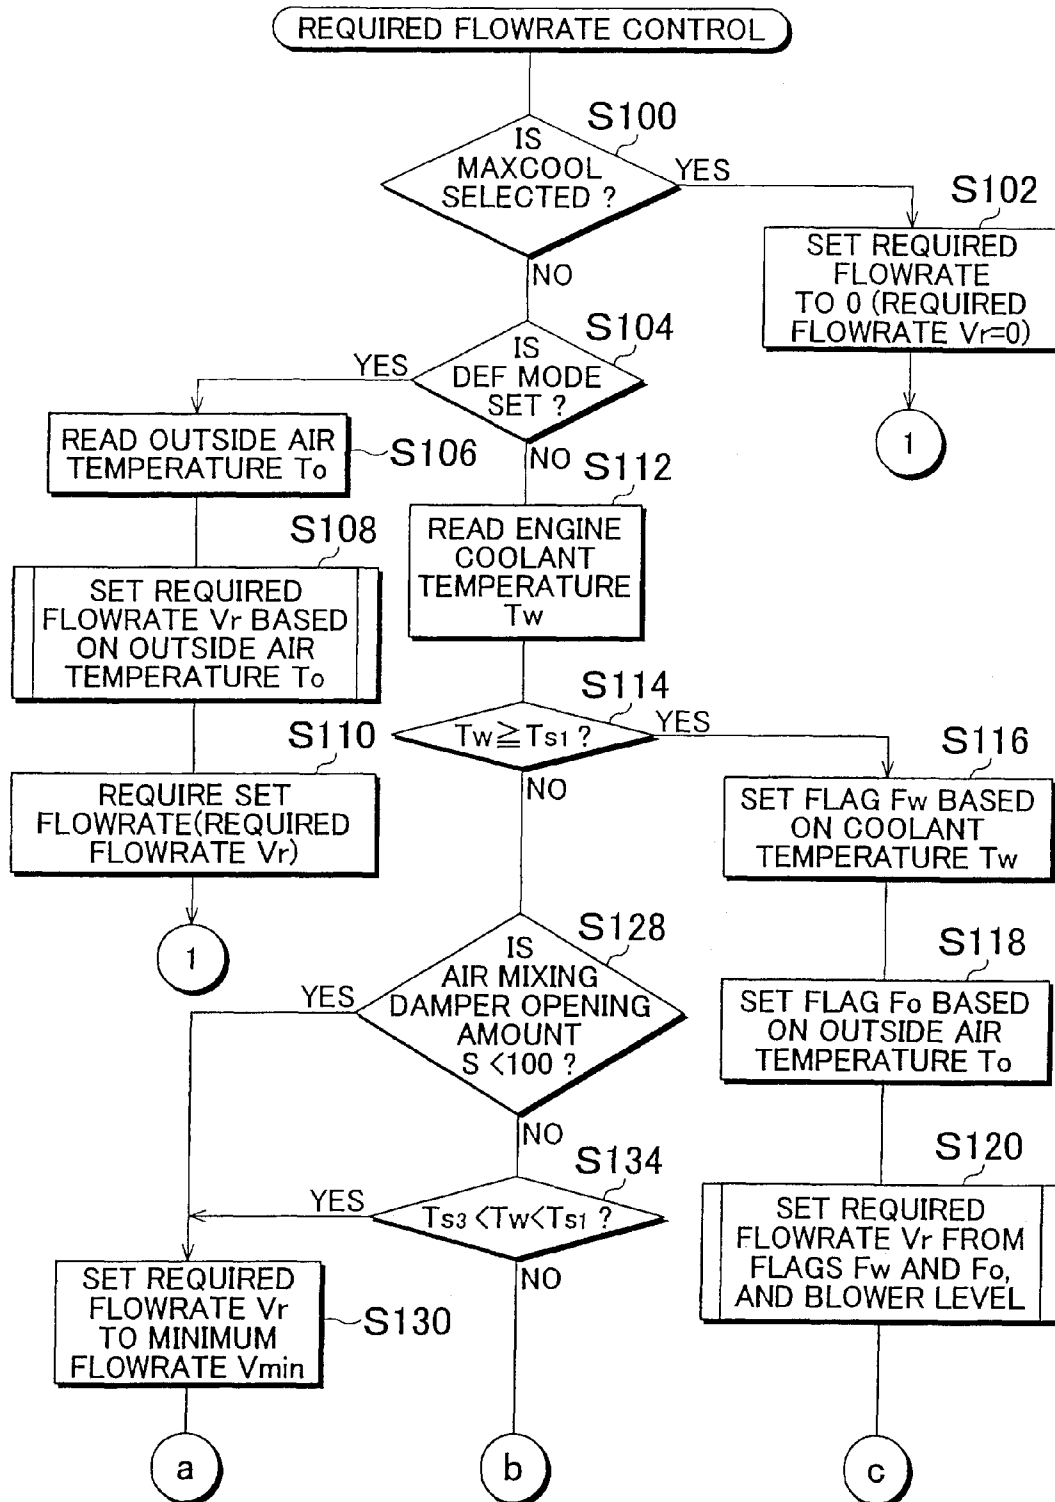 REQUIRED FLOWRATE CONTROL
S100
IS
MAXCOOL
SELECTED ?
YES
NO
S102
SET REQUIRED
FLOWRATE
TO 0 (REQUIRED
FLOWRATE Vr=0)
1
S104
IS
DEF MODE
SET ?
YES
NO
READ OUTSIDE AIR
TEMPERATURE To
S106
S108
SET REQUIRED
FLOWRATE Vr BASED
ON OUTSIDE AIR
TEMPERATURE To
S110
REQUIRE SET
FLOWRATE(REQUIRED
FLOWRATE Vr)
1
S112
READ ENGINE
COOLANT
TEMPERATURE
Tw
S114
Tw≧Ts1 ?
YES
NO
S116
SET FLAG Fw BASED
ON COOLANT
TEMPERATURE Tw
S118
SET FLAG Fo BASED
ON OUTSIDE AIR
TEMPERATURE To
S120
SET REQUIRED
FLOWRATE Vr FROM
FLAGS Fw AND Fo,
AND BLOWER LEVEL
c
S128
IS
AIR MIXING
DAMPER OPENING
AMOUNT
S <100 ?
YES
NO
S134
Ts3 <Tw<Ts1 ?
YES
NO
b
SET REQUIRED
FLOWRATE Vr
TO MINIMUM
FLOWRATE Vmin
S130
a